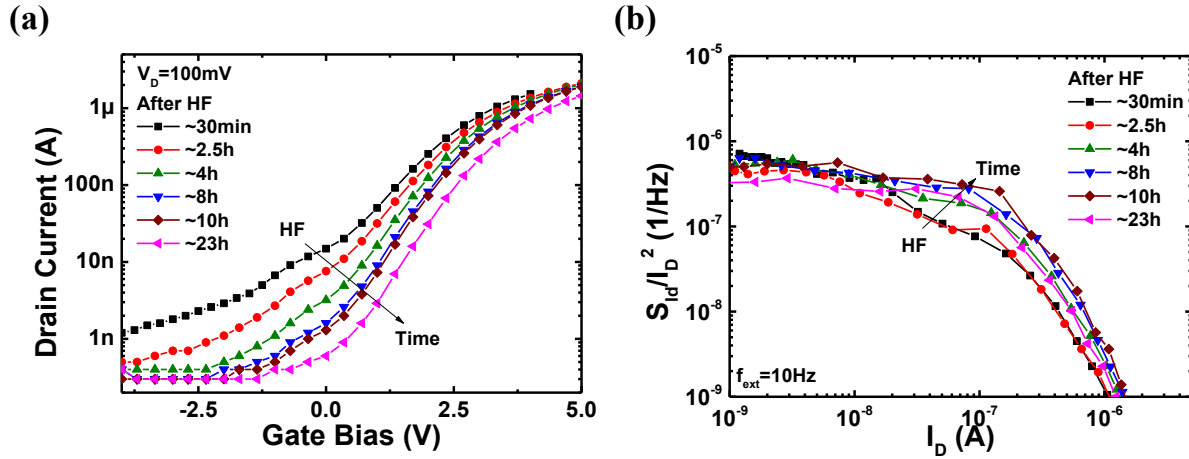 (a)
V_D=100mV
After HF
~30min
~2.5h
~4h
~8h
~10h
~23h
HF
Time
1µ
100n
10n
1n
-2.5
0.0
2.5
5.0
Drain Current (A)
Gate Bias (V)
(b)
After HF
~30min
~2.5h
~4h
~8h
~10h
~23h
Time
HF
f_ext=10Hz
10^-5
10^-6
10^-7
10^-8
10^-9
10^-9
10^-8
10^-7
10^-6
S_Id/I_D^2 (1/Hz)
I_D (A)